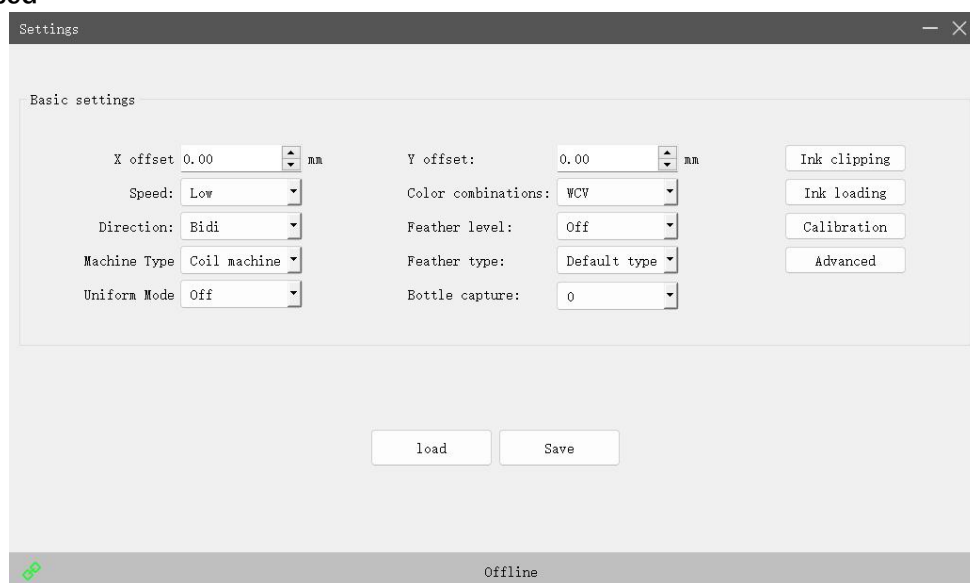 Settings
Basic settings
X offset 0.00 mm Y offset: 0.00 mm Ink clipping
Speed: Low Color combinations: WCV Ink loading
Direction: Bidi Feather level: Off Calibration
Machine Type Coil machine Feather type: Default type Advanced
Uniform Mode Off Bottle capture: 0
load Save
Offline